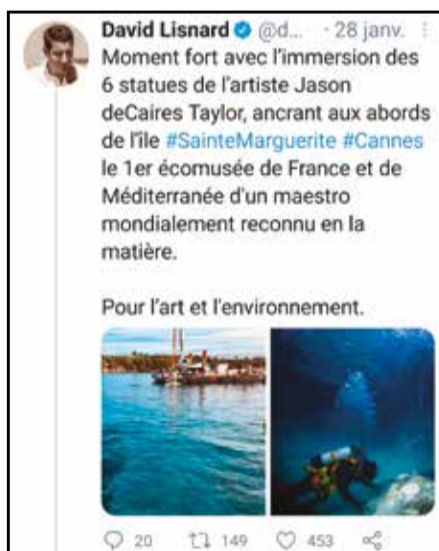 David Lisnard @d... · 28 janv.
Moment fort avec l'immersion des
6 statues de l'artiste Jason
deCaires Taylor, ancrant aux abords
de l'île #SainteMarguerite #Cannes
le 1er écomusée de France et de
Méditerranée d'un maestro
mondialement reconnu en la
matière.
Pour l'art et l'environnement.
20 149 453